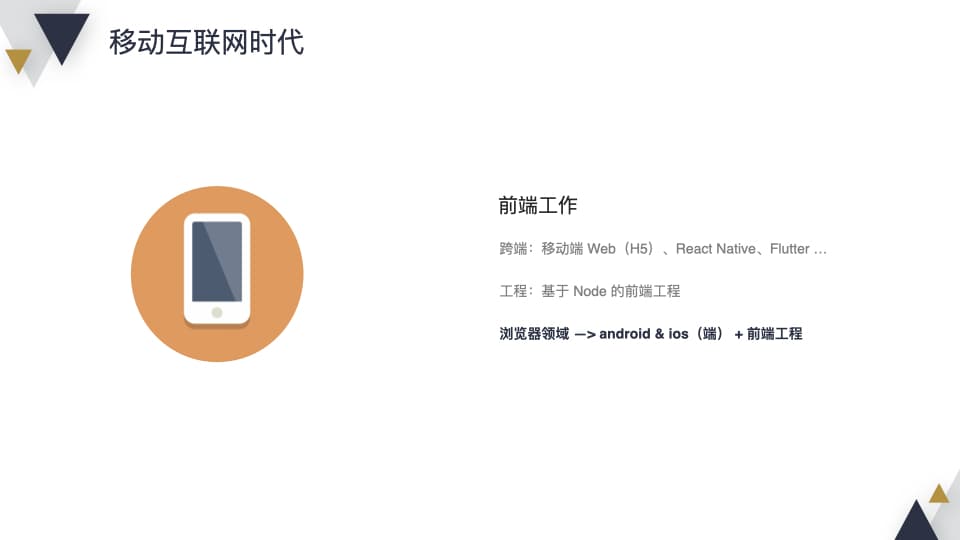 移动互联网时代
前端工作
跨端：移动端 Web（H5）、React Native、Flutter …
工程：基于 Node 的前端工程
浏览器领域 —> android & ios（端） + 前端工程